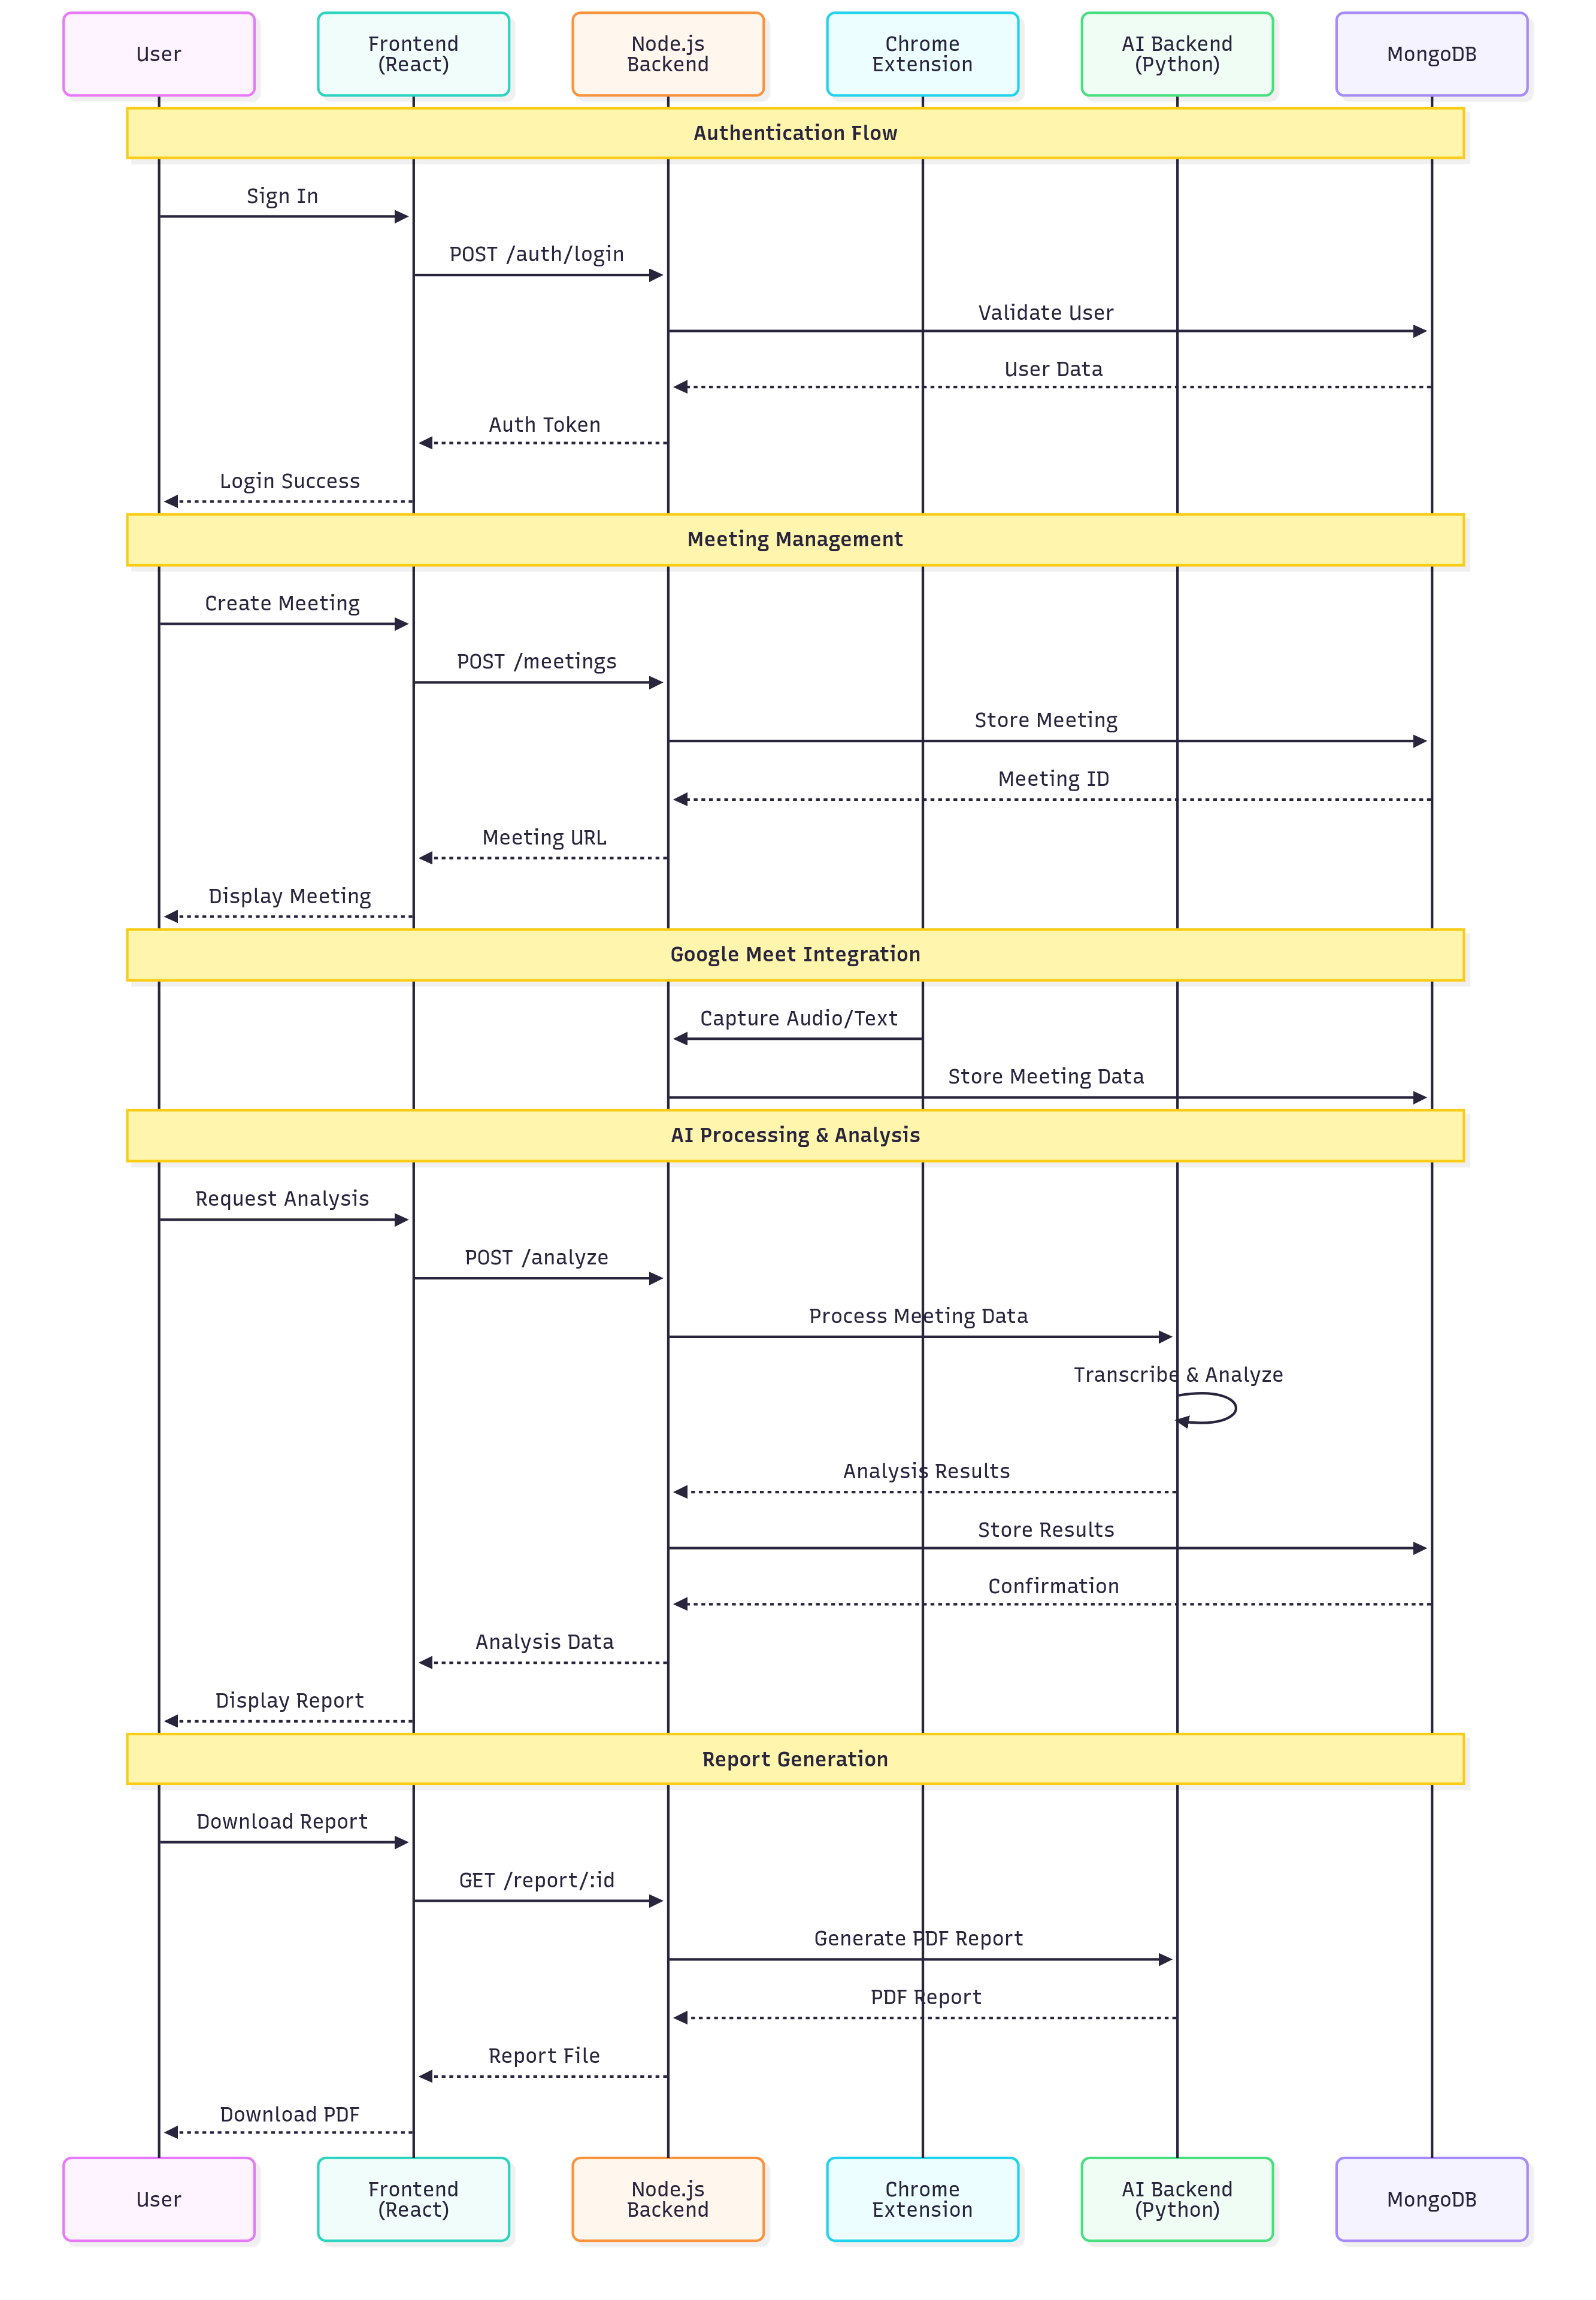 User
Frontend
(React)
Node.js
Backend
Chrome
Extension
AI Backend
(Python)
MongoDB
Authentication Flow
Sign In
POST /auth/login
Validate User
User Data
Auth Token
Login Success
Meeting Management
Create Meeting
POST /meetings
Store Meeting
Meeting ID
Meeting URL
Display Meeting
Google Meet Integration
Capture Audio/Text
Store Meeting Data
AI Processing & Analysis
Request Analysis
POST /analyze
Process Meeting Data
Transcribe & Analyze
Analysis Results
Store Results
Confirmation
Analysis Data
Display Report
Report Generation
Download Report
GET /report/:id
Generate PDF Report
PDF Report
Report File
Download PDF
User
Frontend
(React)
Node.js
Backend
Chrome
Extension
AI Backend
(Python)
MongoDB